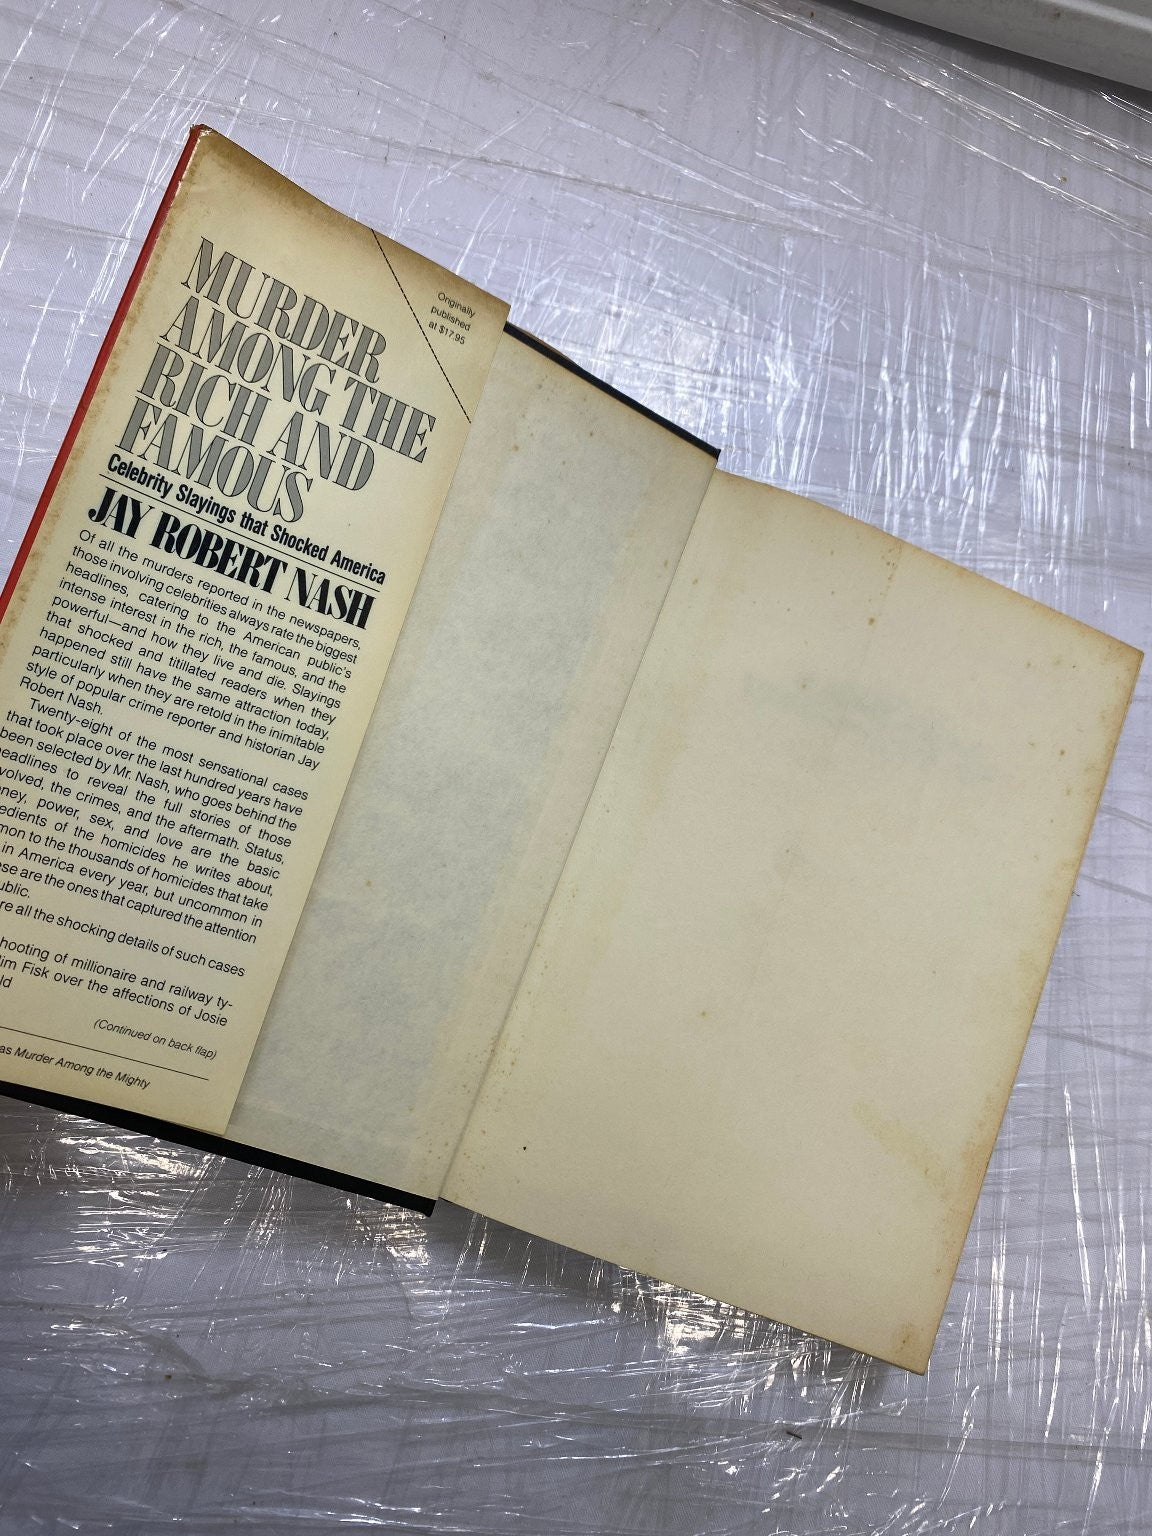 Originally
published
at $17.95
MURDER
AMONG THE
RICH AND
FAMOUS
Celebrity Slayings that Shocked America
JAY ROBERT NASH
Of all the murders reported in the newspapers,
those involving celebrities always rate the biggest
headlines, catering to the American public's
intense interest in the rich, the famous, and the
powerful—and how they live and die. Slayings
that shocked and titillated readers when they
happened still have the same attraction today,
particularly when they are retold in the inimitable
style of popular crime reporter and historian Jay
Robert Nash.
Twenty-eight of the most sensational cases
that took place over the last hundred years have
been selected by Mr. Nash, who goes behind the
headlines to reveal the full stories of those
volved, the crimes, and the aftermath. Status,
ney, power, sex, and love are the basic
edients of the homicides he writes about,
mon to the thousands of homicides that take
in America every year, but uncommon in
ese are the ones that captured the attention
ublic.
re all the shocking details of such cases
hooting of millionaire and railway ty-
Jim Fisk over the affections of Josie
ld
(Continued on back flap)
as Murder Among the Mighty